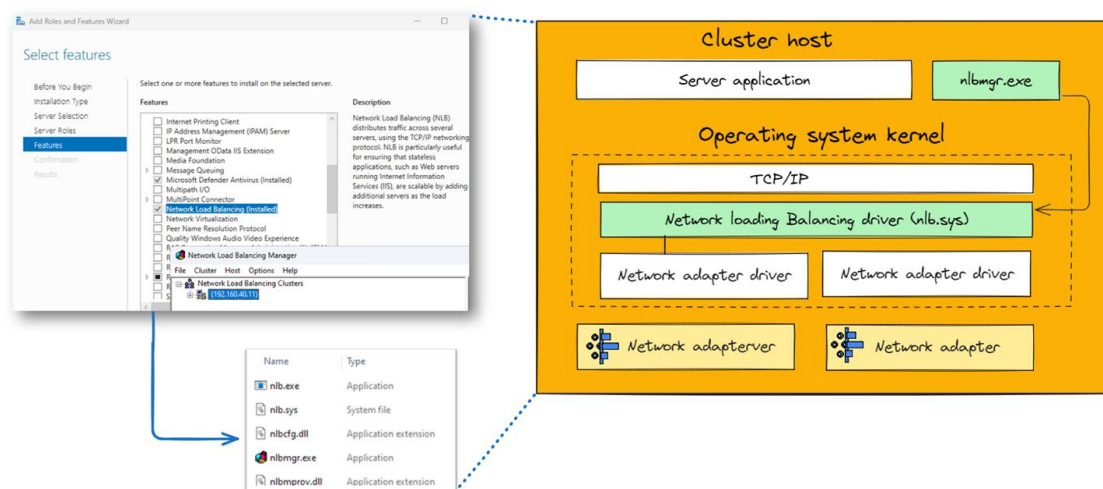 Add Roles and Features Wizard
Select features
Before You Begin
Installation Type
Server Selection
Server Roles
Features
Confirmation
Results
Select one or more features to install on the selected server.
Features
Internet Printing Client
IP Address Management (IPAM) Server
LPR Port Monitor
Management OData IIS Extension
Media Foundation
Message Queuing
Microsoft Defender Antivirus (Installed)
Multipath I/O
MultiPoint Connector
Network Load Balancing (Installed)
Network Virtualization
Peer Name Resolution Protocol
Quality Windows Audio Video Experience
Description
Network Load Balancing (NLB)
distributes traffic across several
servers, using the TCP/IP networking
protocol. NLB is particularly useful
for ensuring that stateless
applications, such as Web servers
running Internet Information
Services (IIS), are scalable by adding
additional servers as the load
increases.
Network Load Balancing Manager
File Cluster Host Options Help
Network Load Balancing Clusters
(192.160.40.11)
Name Type
nlb.exe Application
nlb.sys System file
nlbcfg.dll Application extension
nlbmgr.exe Application
nlbmprov.dll Application extension
Cluster host
Server application
nlbmgr.exe
Operating system kernel
TCP/IP
Network loading Balancing driver (nlb.sys)
Network adapter driver
Network adapter driver
Network adapterver
Network adapter